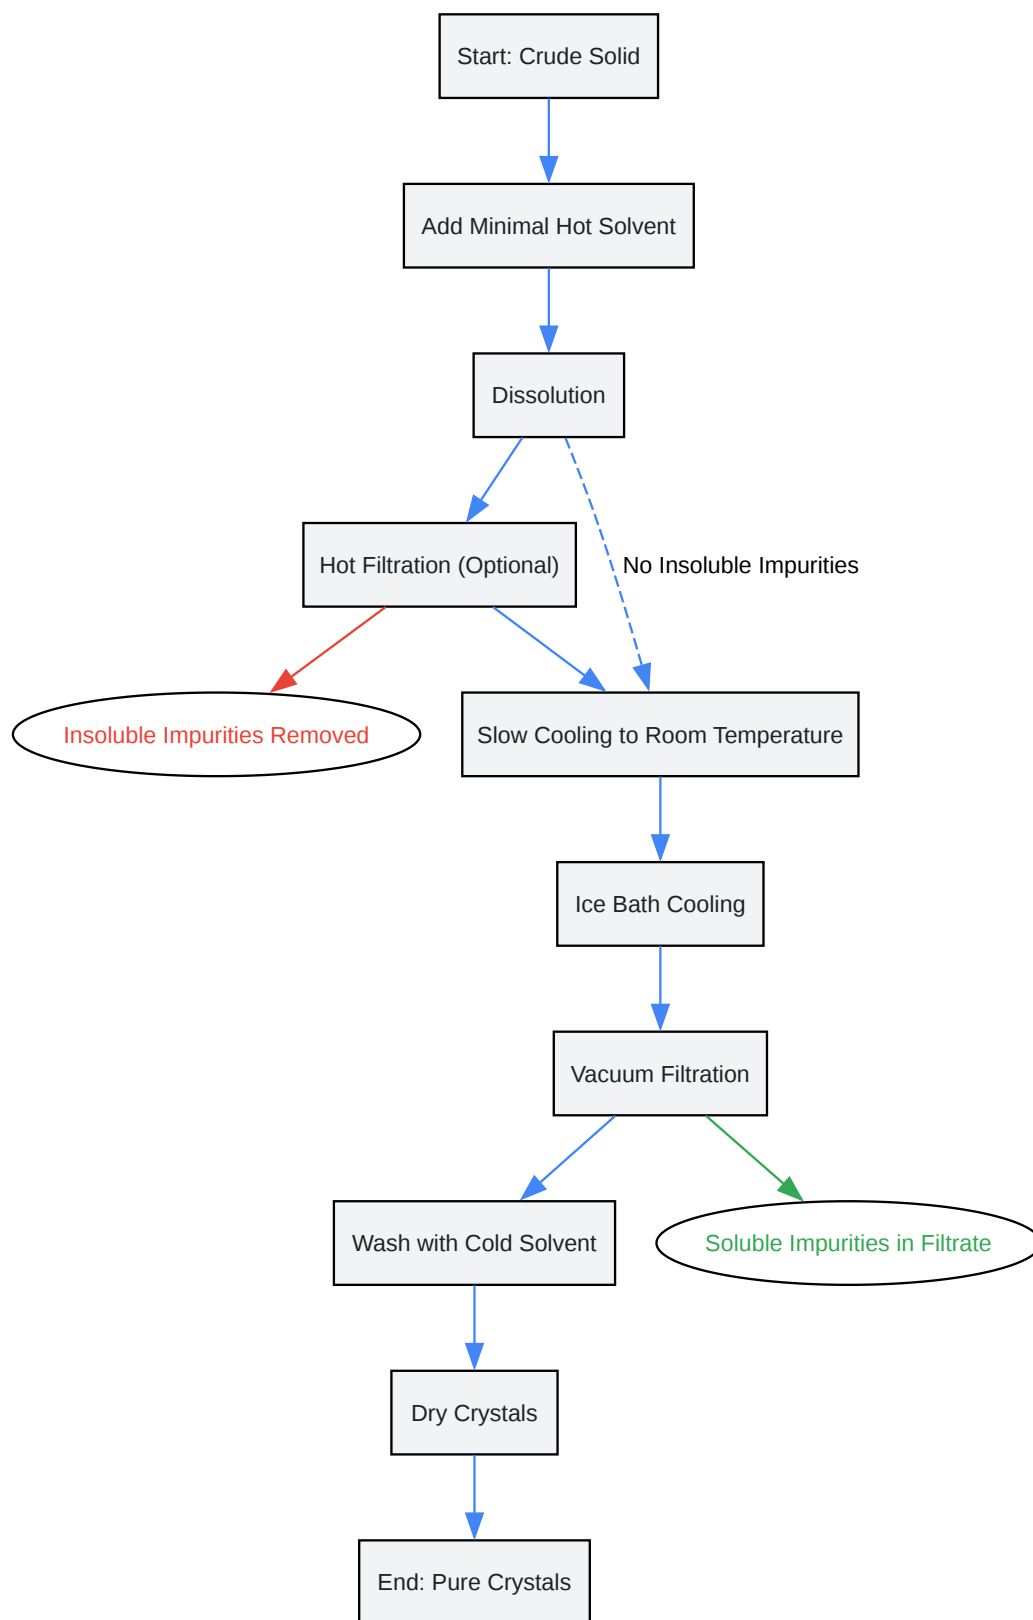 Start: Crude Solid
Add Minimal Hot Solvent
Dissolution
Hot Filtration (Optional)
No Insoluble Impurities
Insoluble Impurities Removed
Slow Cooling to Room Temperature
Ice Bath Cooling
Vacuum Filtration
Wash with Cold Solvent
Soluble Impurities in Filtrate
Dry Crystals
End: Pure Crystals